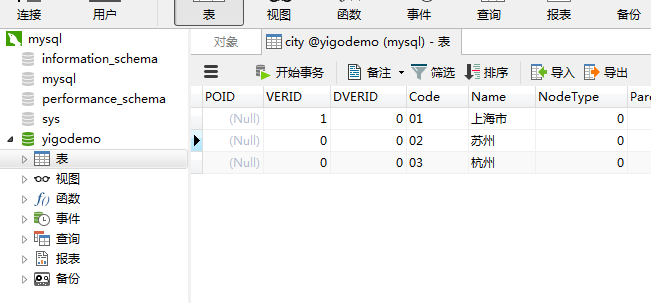 连接 用户 表 视图 函数 事件 查询 报表 备份
mysql
information_schema
mysql
performance_schema
sys
yigodemo
表
视图
函数
事件
查询
报表
备份
对象 city @yigodemo (mysql) - 表
开始事务 备注 筛选 排序 导入 导出
POID VERID DVERID Code Name NodeType Pare
(Null) 1 0 01 上海市 0
(Null) 0 0 02 苏州 0
(Null) 0 0 03 杭州 0